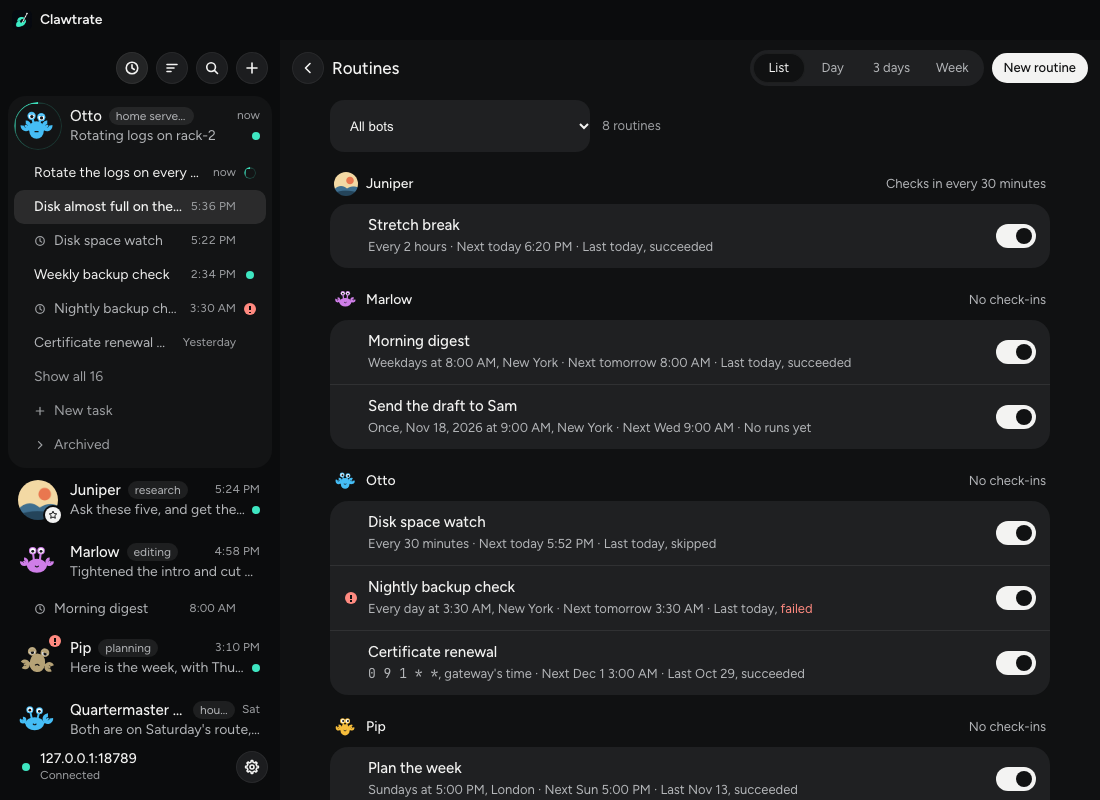 Clawtrate
Otto home serve... now
Rotating logs on rack-2
Rotate the logs on every ... now
Disk almost full on the... 5:36 PM
Disk space watch 5:22 PM
Weekly backup check 2:34 PM
Nightly backup ch... 3:30 AM
Certificate renewal ... Yesterday
Show all 16
New task
Archived
Juniper research 5:24 PM
Ask these five, and get the...
Marlow editing 4:58 PM
Tightened the intro and cut ...
Morning digest 8:00 AM
Pip planning 3:10 PM
Here is the week, with Thu...
Quartermaster ... hou... Sat
Both are on Saturday's route,...
127.0.0.1:18789
Connected
Routines
List Day 3 days Week New routine
All bots 8 routines
Juniper Checks in every 30 minutes
Stretch break
Every 2 hours · Next today 6:20 PM · Last today, succeeded
Marlow No check-ins
Morning digest
Weekdays at 8:00 AM, New York · Next tomorrow 8:00 AM · Last today, succeeded
Send the draft to Sam
Once, Nov 18, 2026 at 9:00 AM, New York · Next Wed 9:00 AM · No runs yet
Otto No check-ins
Disk space watch
Every 30 minutes · Next today 5:52 PM · Last today, skipped
Nightly backup check
Every day at 3:30 AM, New York · Next tomorrow 3:30 AM · Last today, failed
Certificate renewal
0 9 1 * *, gateway's time · Next Dec 1 3:00 AM · Last Oct 29, succeeded
Pip No check-ins
Plan the week
Sundays at 5:00 PM, London · Next Sun 5:00 PM · Last Nov 13, succeeded